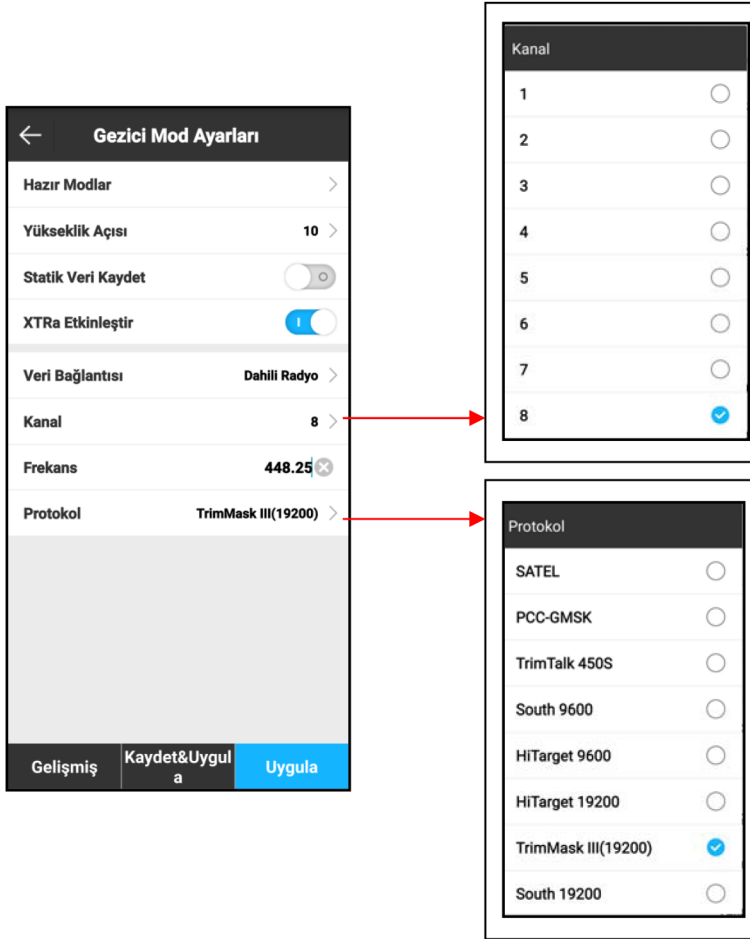 Gezici Mod Ayarları
Hazır Modlar
Yükseklik Açısı 10
Statik Veri Kaydet
XTRa Etkinleştir
Veri Bağlantısı Dahili Radyo
Kanal 8
Frekans 448.25
Protokol TrimMask III(19200)
Gelişmiş
Kaydet&Uygul
a
Uygula
Kanal
1
2
3
4
5
6
7
8
Protokol
SATEL
PCC-GMSK
TrimTalk 450S
South 9600
HiTarget 9600
HiTarget 19200
TrimMask III(19200)
South 19200